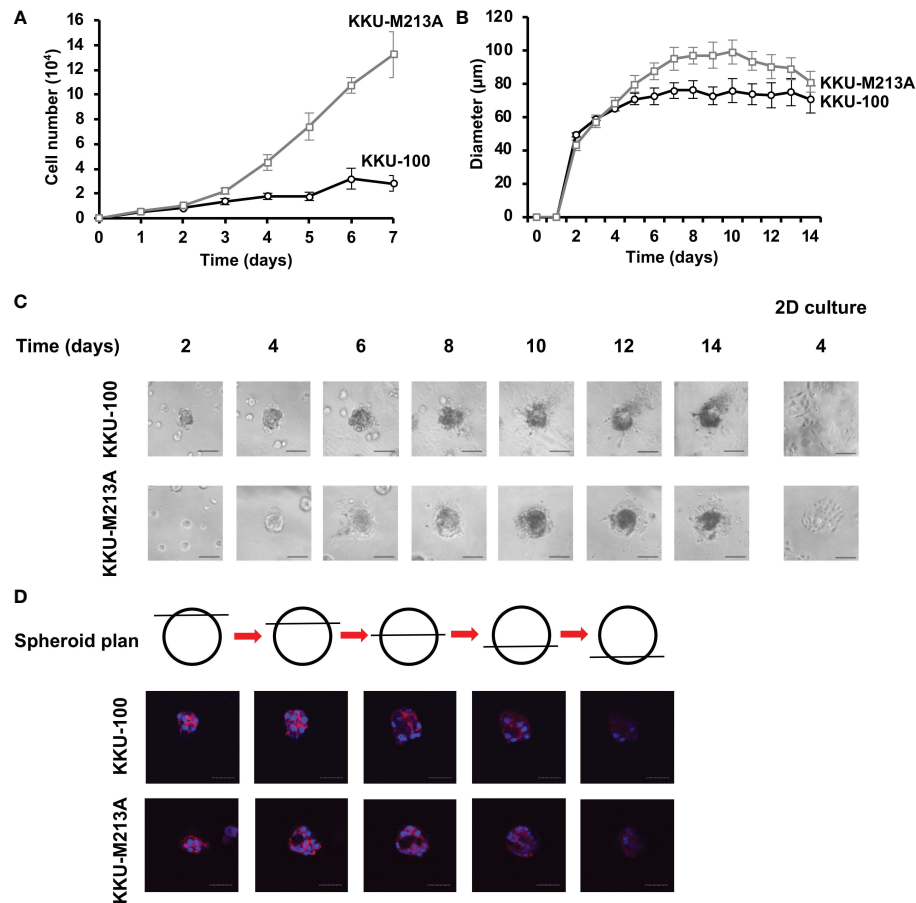 A
16
14
12
10
8
6
4
2
0
Cell number (10⁴)
KKU-M213A
KKU-100
0 1 2 3 4 5 6 7
Time (days)
B
120
100
80
60
40
20
0
Diameter (µm)
KKU-M213A
KKU-100
0 2 4 6 8 10 12 14
Time (days)
C
2D culture
Time (days) 2 4 6 8 10 12 14 4
KKU-100
KKU-M213A
D
Spheroid plan
KKU-100
KKU-M213A